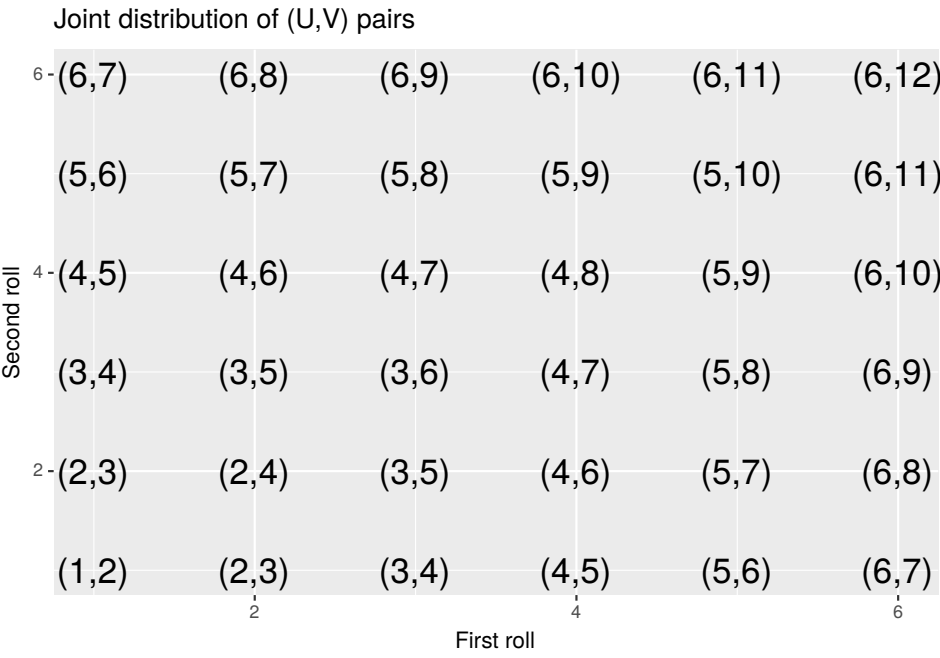 Joint distribution of (U,V) pairs
6 (6,7) (6,8) (6,9) (6,10) (6,11) (6,12)
(5,6) (5,7) (5,8) (5,9) (5,10) (6,11)
4 (4,5) (4,6) (4,7) (4,8) (5,9) (6,10)
(3,4) (3,5) (3,6) (4,7) (5,8) (6,9)
2 (2,3) (2,4) (3,5) (4,6) (5,7) (6,8)
(1,2) (2,3) (3,4) (4,5) (5,6) (6,7)
2 4 6
First roll
Second roll